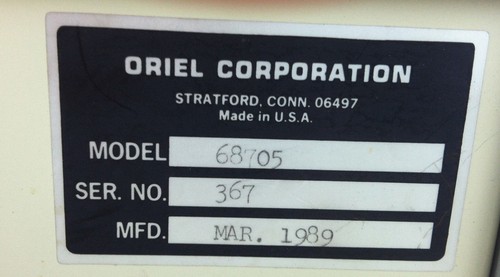 ORIEL CORPORATION
STRATFORD, CONN. 06497
Made in U.S.A.
MODEL 68705
SER. NO. 367
MFD. MAR. 1989